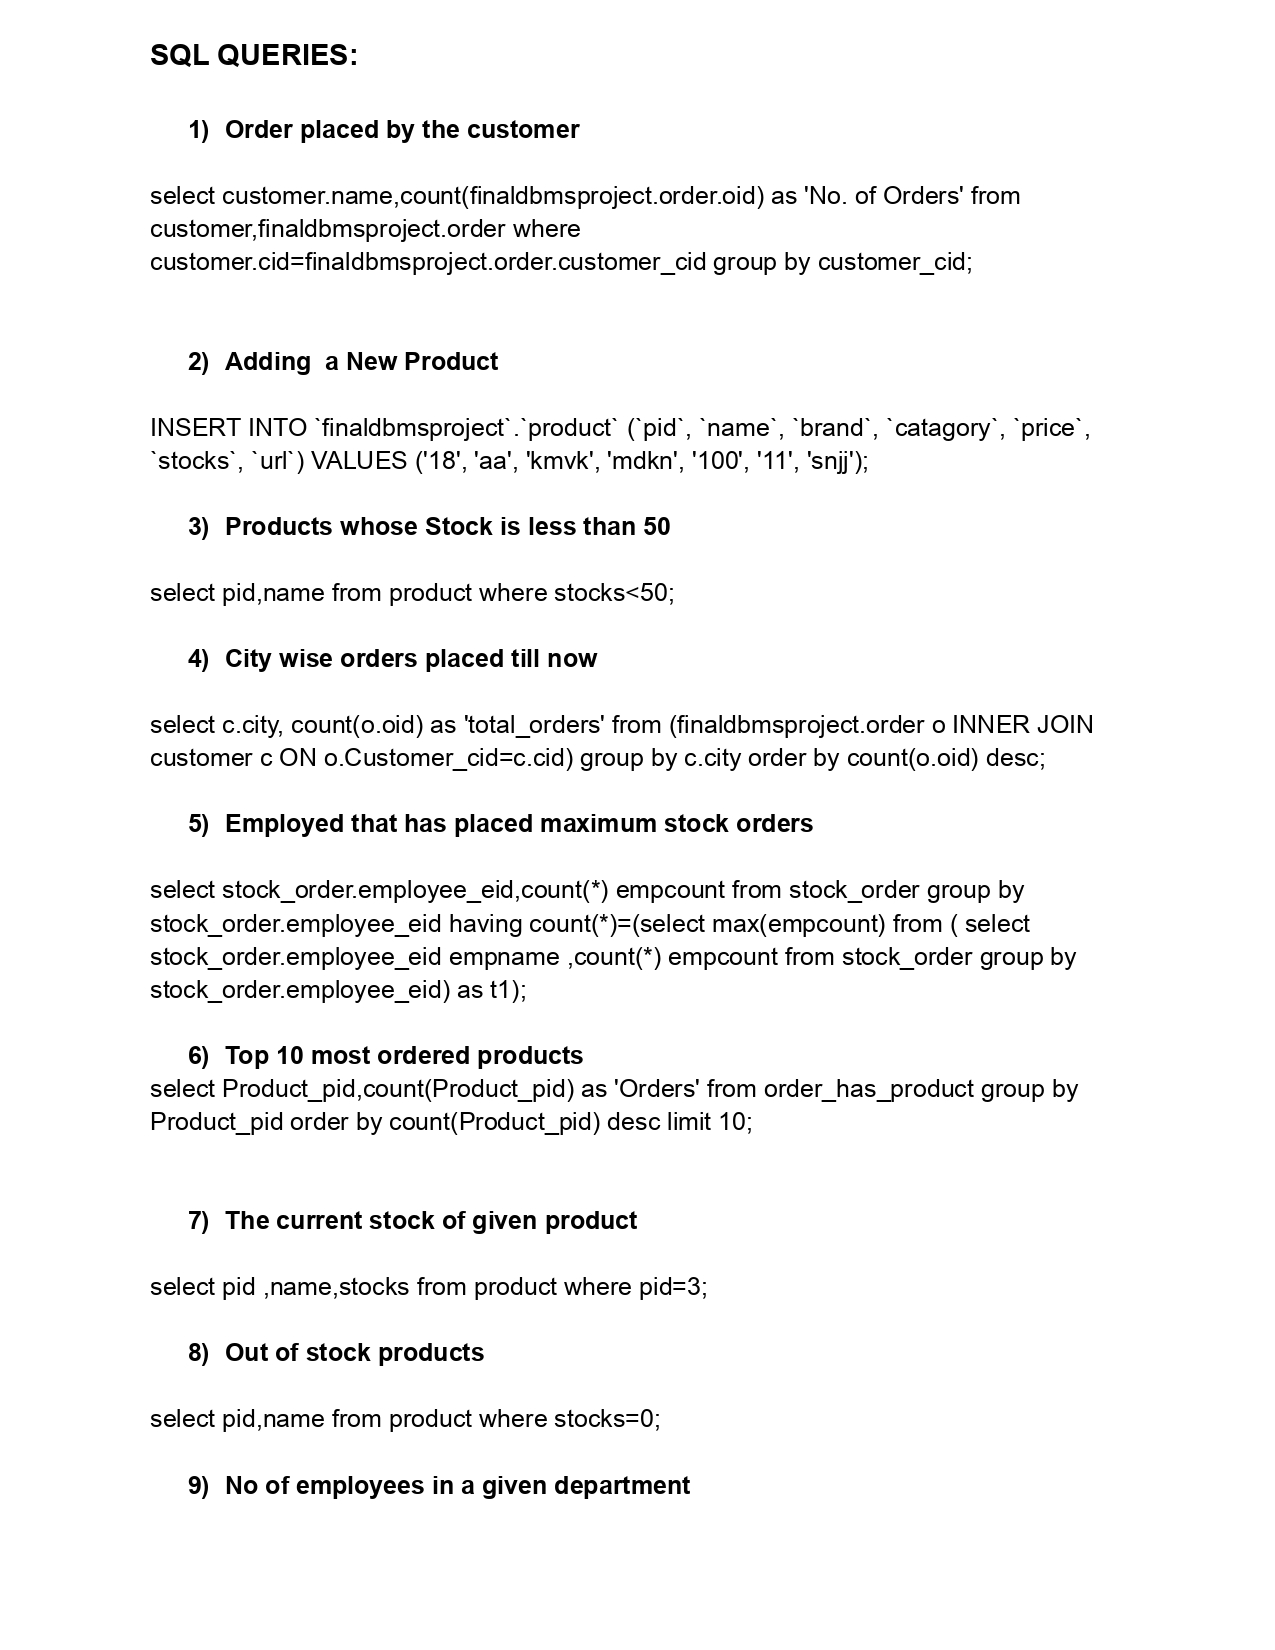 SQL QUERIES:
1) Order placed by the customer
select customer.name,count(finaldbmsproject.order.oid) as 'No. of Orders' from
customer,finaldbmsproject.order where
customer.cid=finaldbmsproject.order.customer_cid group by customer_cid;
2) Adding  a New Product
INSERT INTO `finaldbmsproject`.`product` (`pid`, `name`, `brand`, `catagory`, `price`,
`stocks`, `url`) VALUES ('18', 'aa', 'kmvk', 'mdkn', '100', '11', 'snjj');
3) Products whose Stock is less than 50
select pid,name from product where stocks<50;
4) City wise orders placed till now
select c.city, count(o.oid) as 'total_orders' from (finaldbmsproject.order o INNER JOIN
customer c ON o.Customer_cid=c.cid) group by c.city order by count(o.oid) desc;
5) Employed that has placed maximum stock orders
select stock_order.employee_eid,count(*) empcount from stock_order group by
stock_order.employee_eid having count(*)=(select max(empcount) from ( select
stock_order.employee_eid empname ,count(*) empcount from stock_order group by
stock_order.employee_eid) as t1);
6) Top 10 most ordered products
select Product_pid,count(Product_pid) as 'Orders' from order_has_product group by
Product_pid order by count(Product_pid) desc limit 10;
7) The current stock of given product
select pid ,name,stocks from product where pid=3;
8) Out of stock products
select pid,name from product where stocks=0;
9) No of employees in a given department